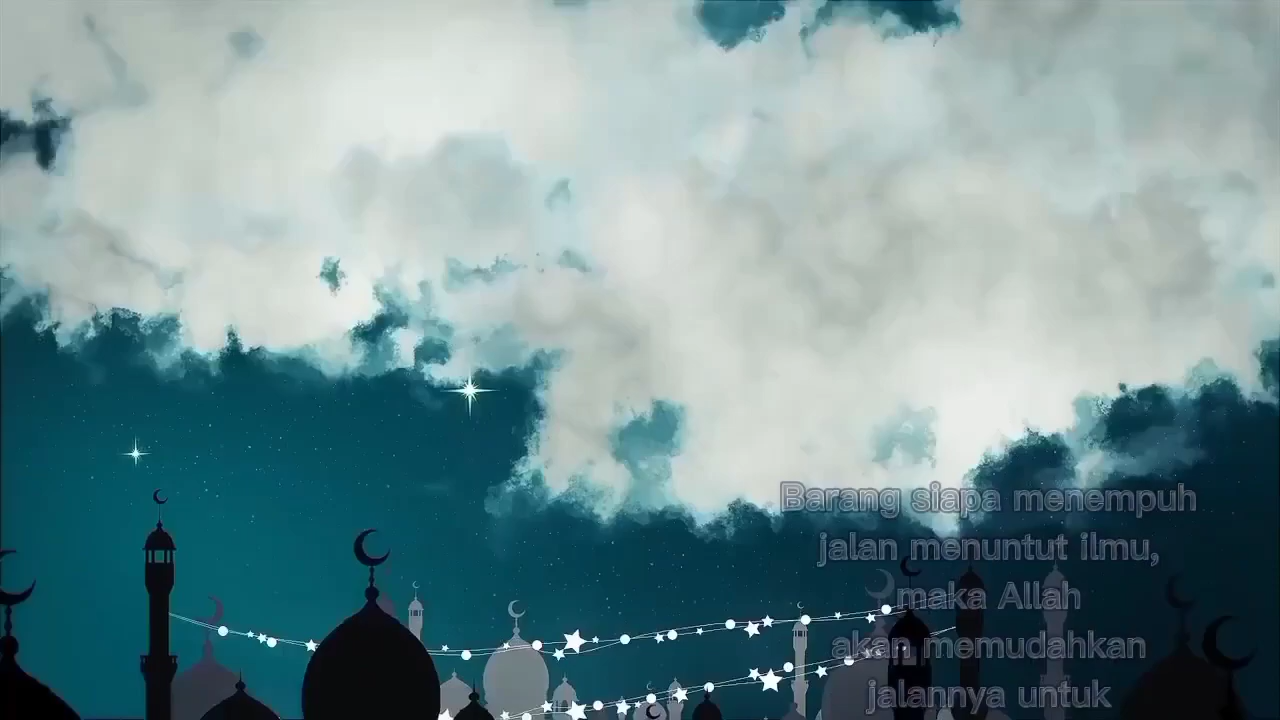 Barang siapa menempuh
jalan menuntut ilmu,
maka Allah
akan memudahkan
jalannya untuk